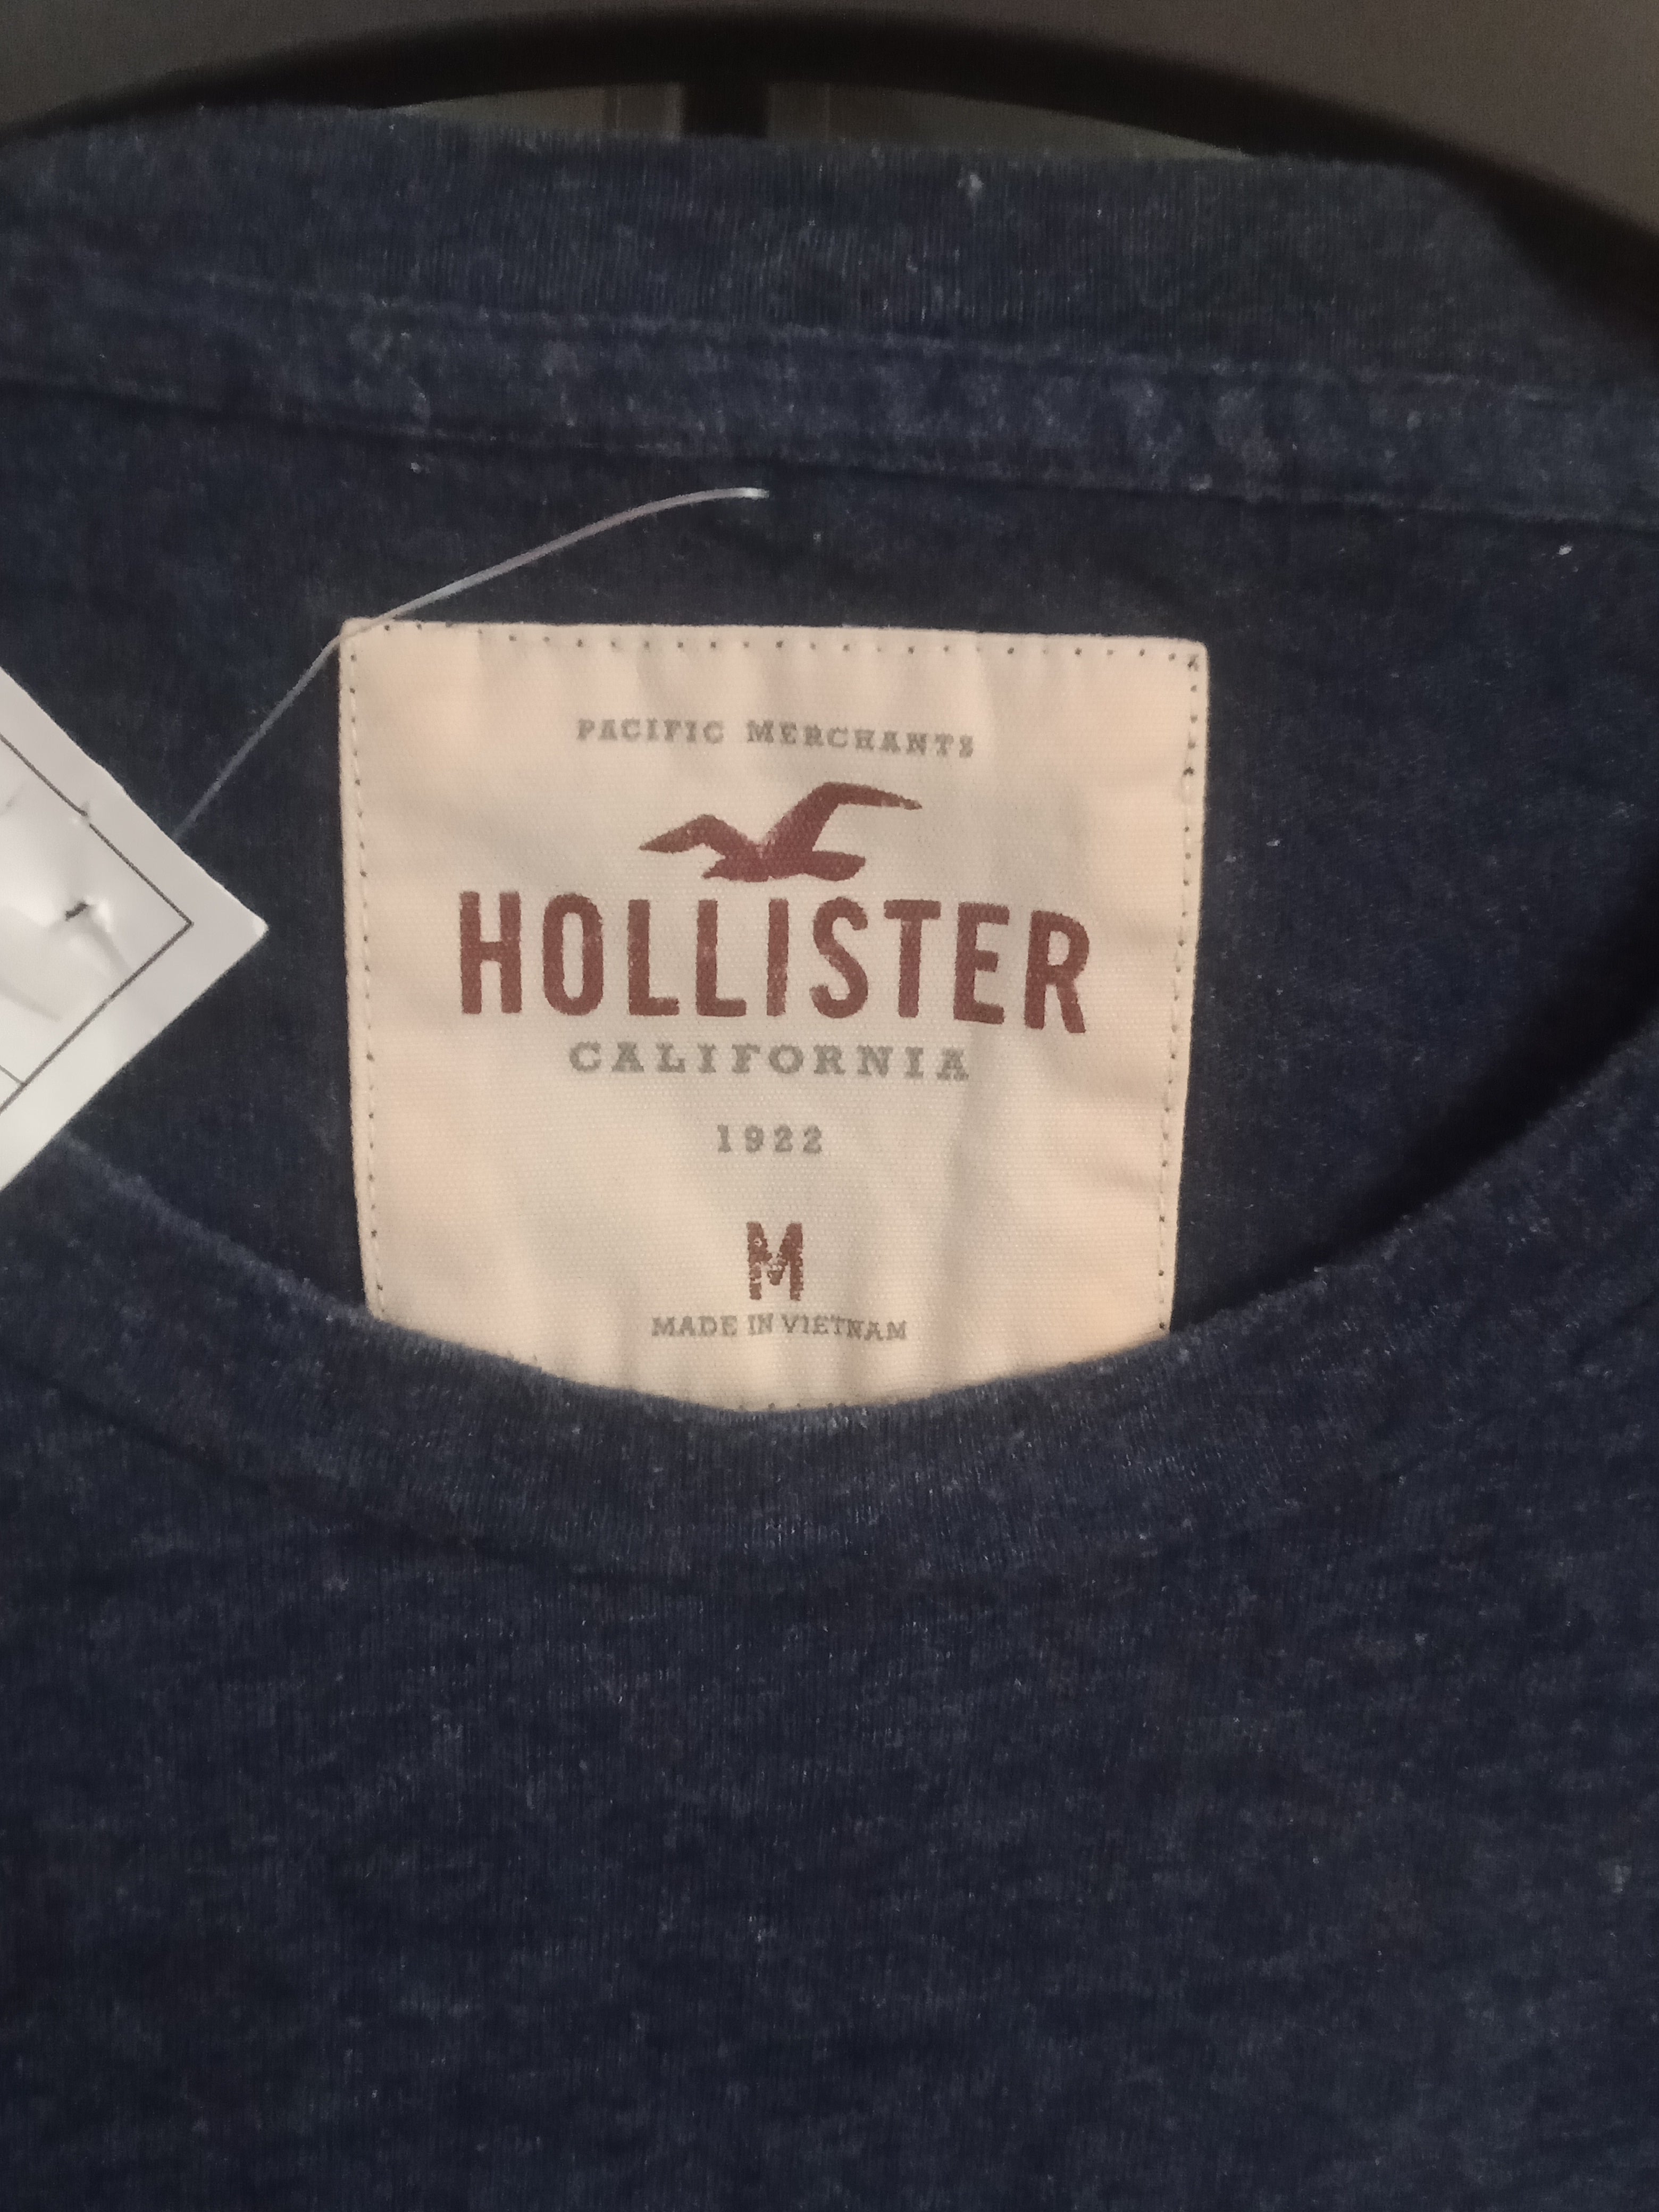 PACIFIC MERCHANTS
HOLLISTER
CALIFORNIA
1922
M
MADE IN VIETNAM